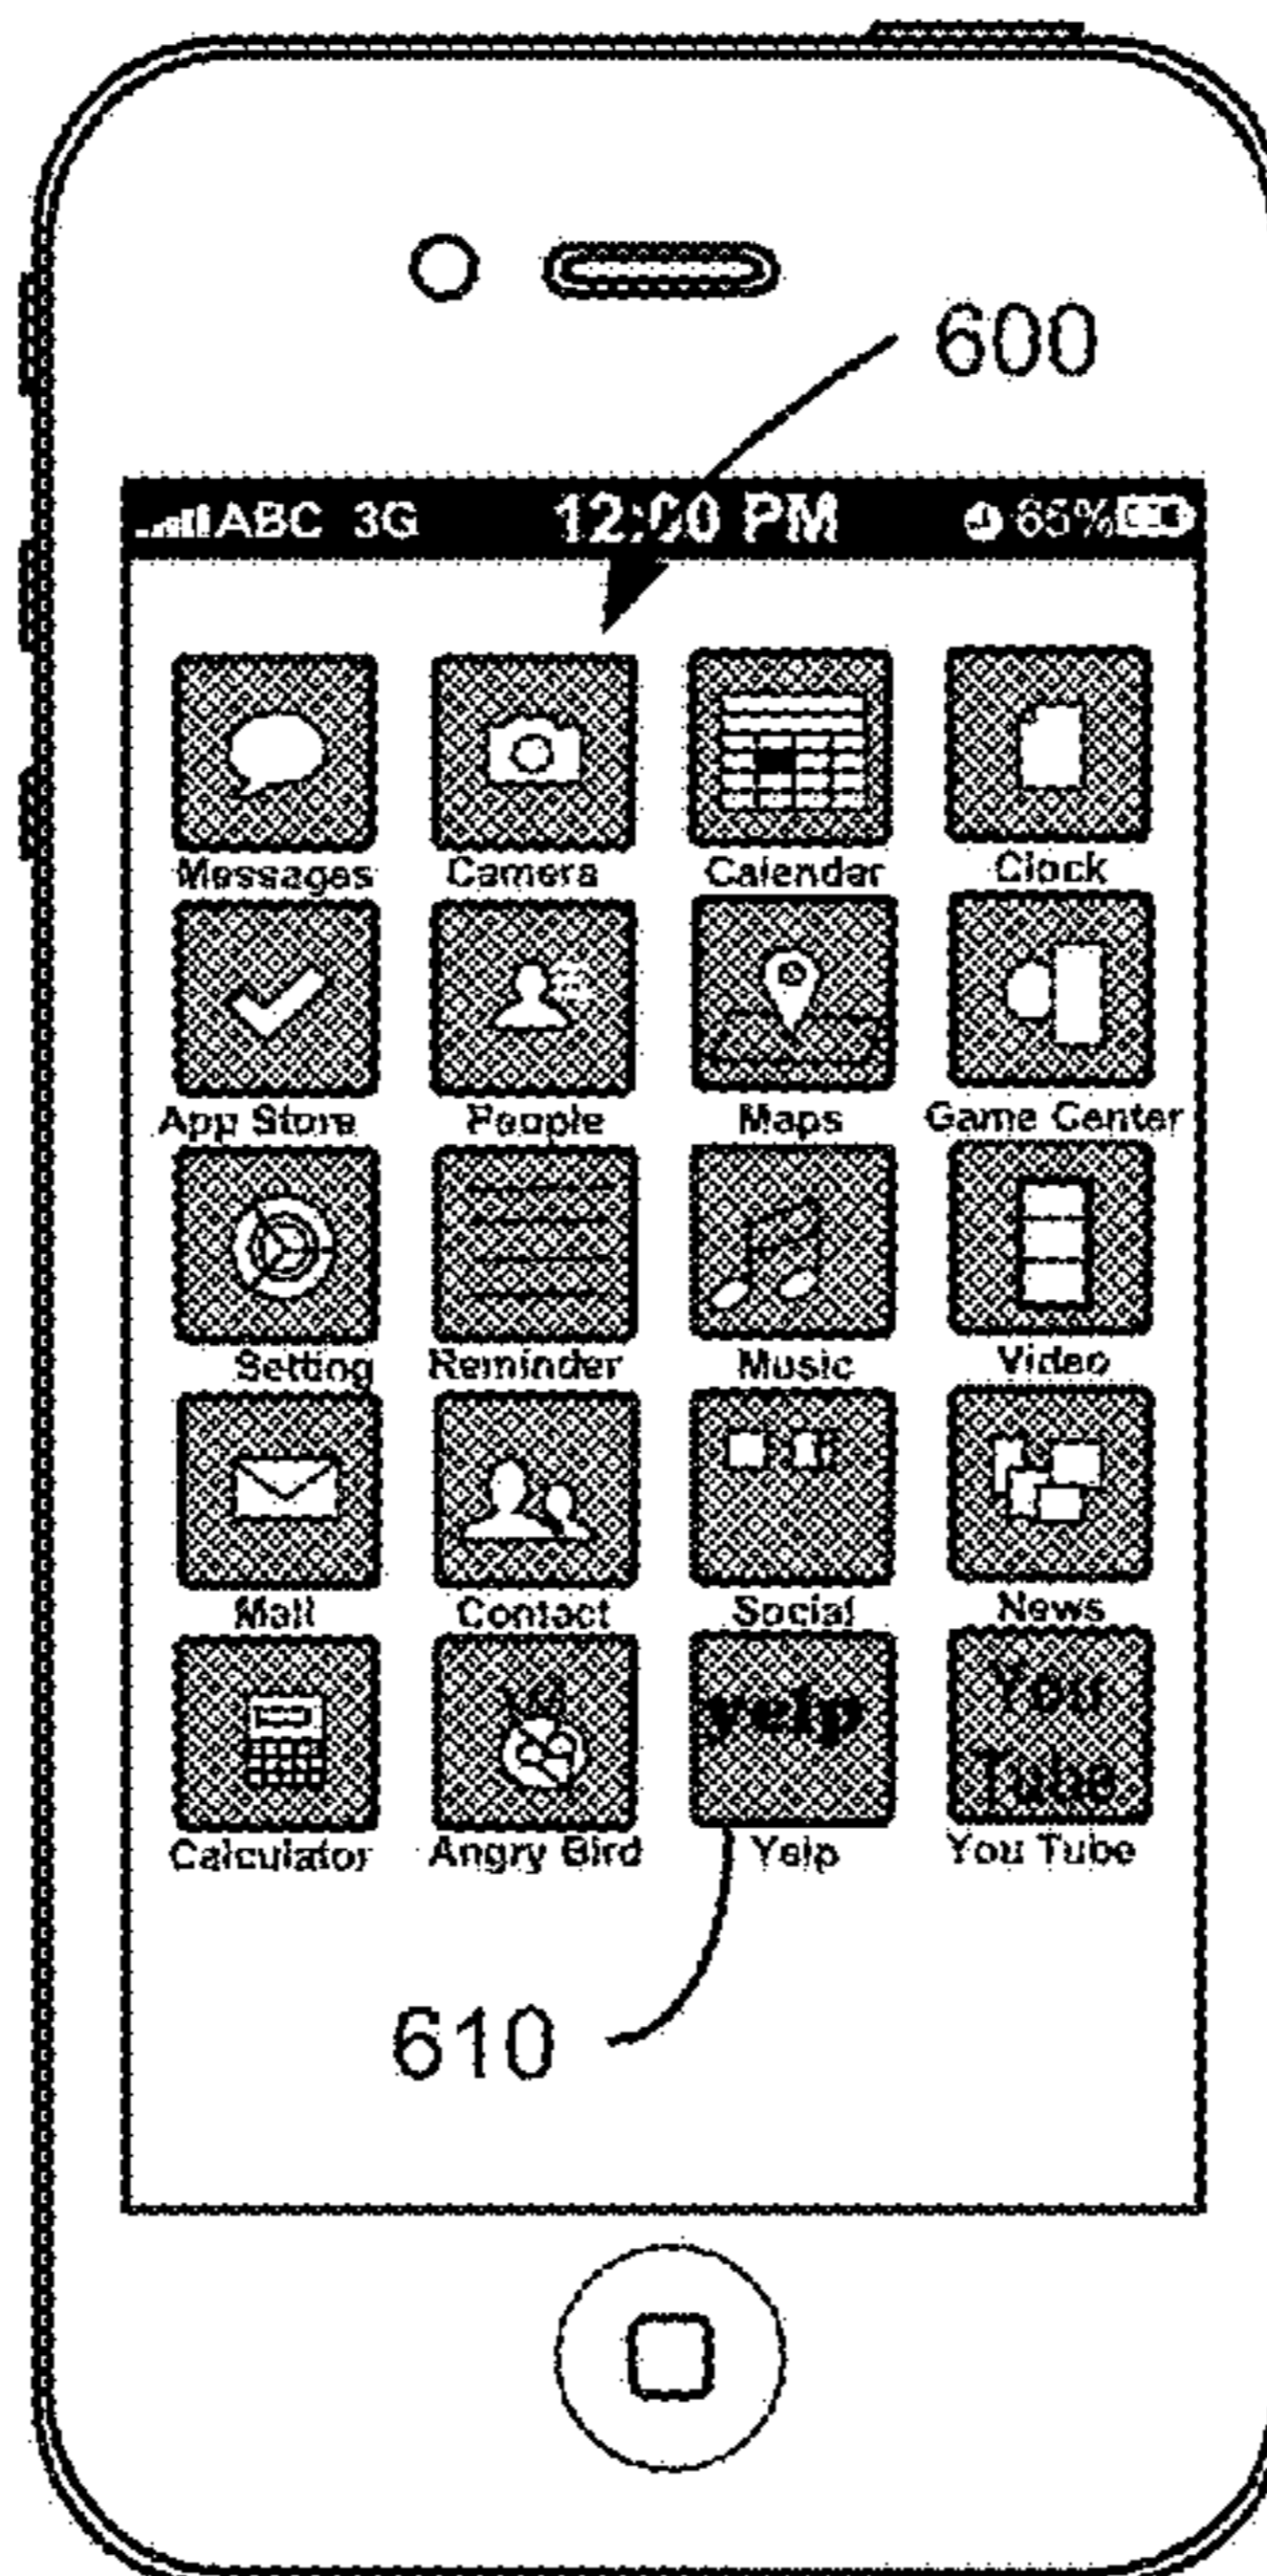 600
ABC 3G 12:00 PM 65%
Messages Camera Calendar Clock
App Store People Maps Game Center
Setting Reminder Music Video
Mail Contact Social News
yelp You
Tube
Calculator Angry Bird Yelp You Tube
610